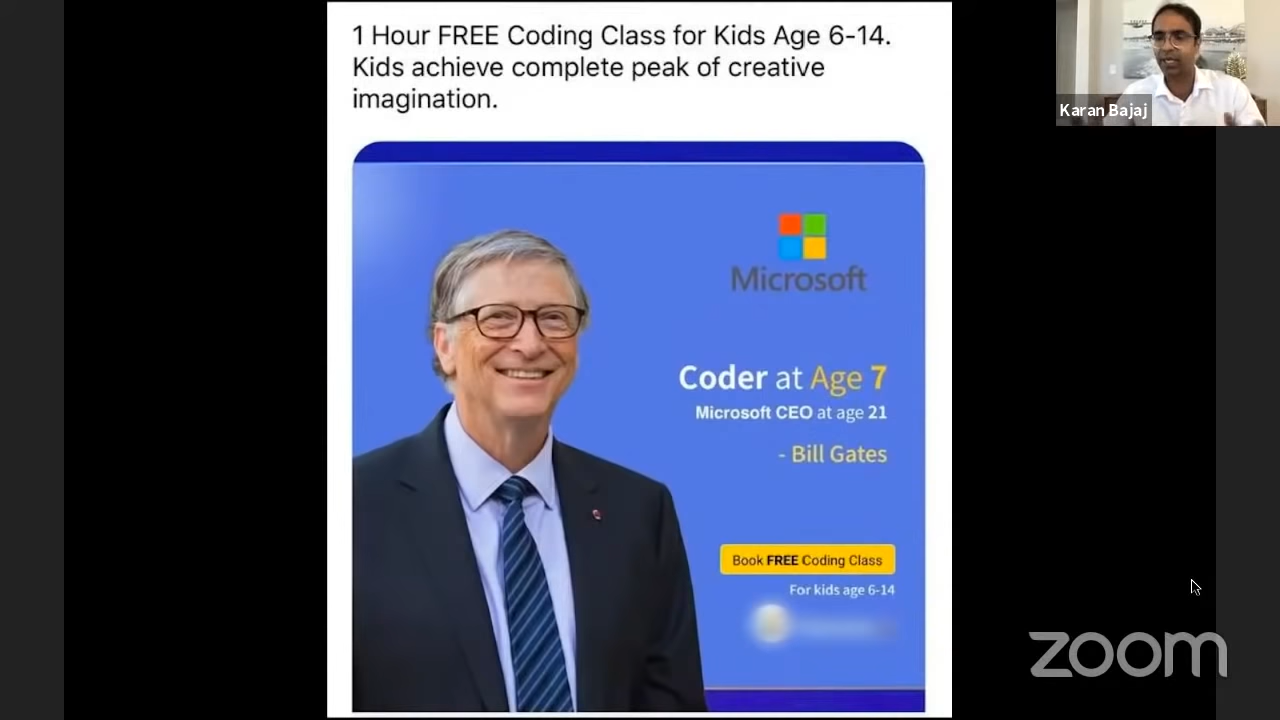 1 Hour FREE Coding Class for Kids Age 6-14.
Kids achieve complete peak of creative
imagination.
Karan Bajaj
Microsoft
Coder at Age 7
Microsoft CEO at age 21
- Bill Gates
Book FREE Coding Class
For kids age 6-14
zoom